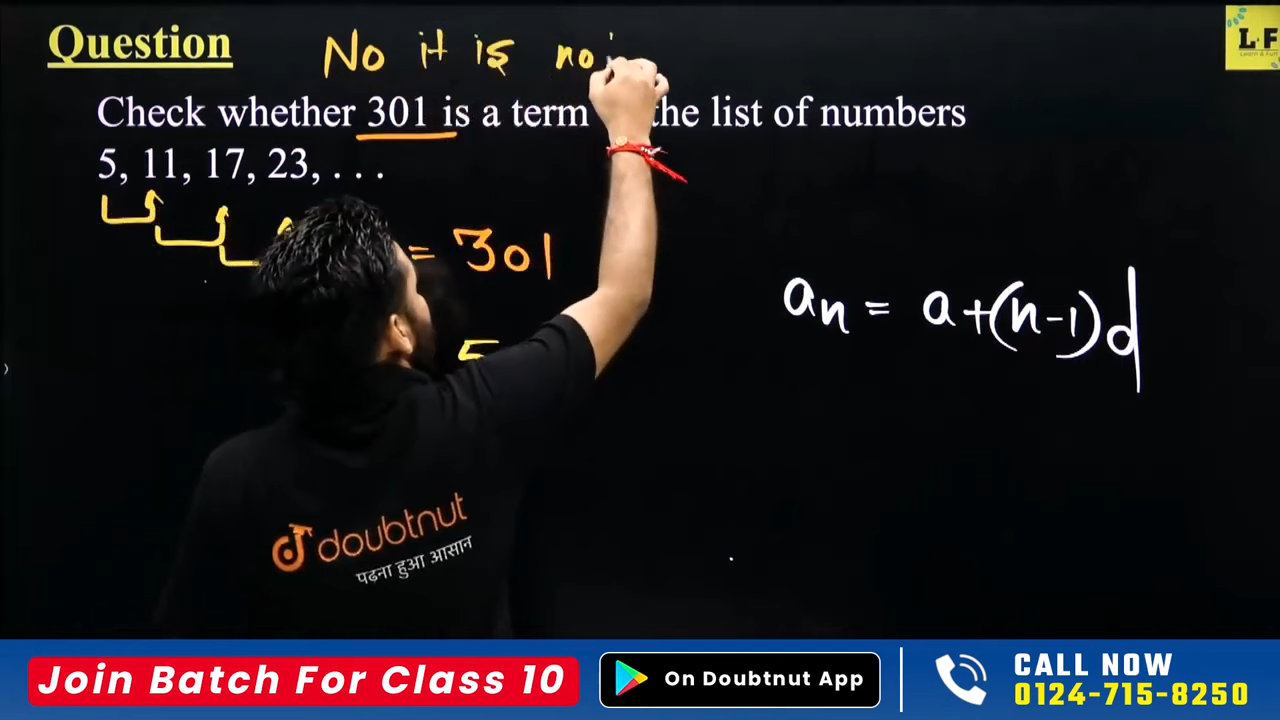 Question
No it is no
L F
Check whether 301 is a term the list of numbers
5, 11, 17, 23, . . .
= 301
an = a+(n-1)d
5
doubtnut
पढ़ना हुआ आसान
Join Batch For Class 10
On Doubtnut App
CALL NOW
0124-715-8250